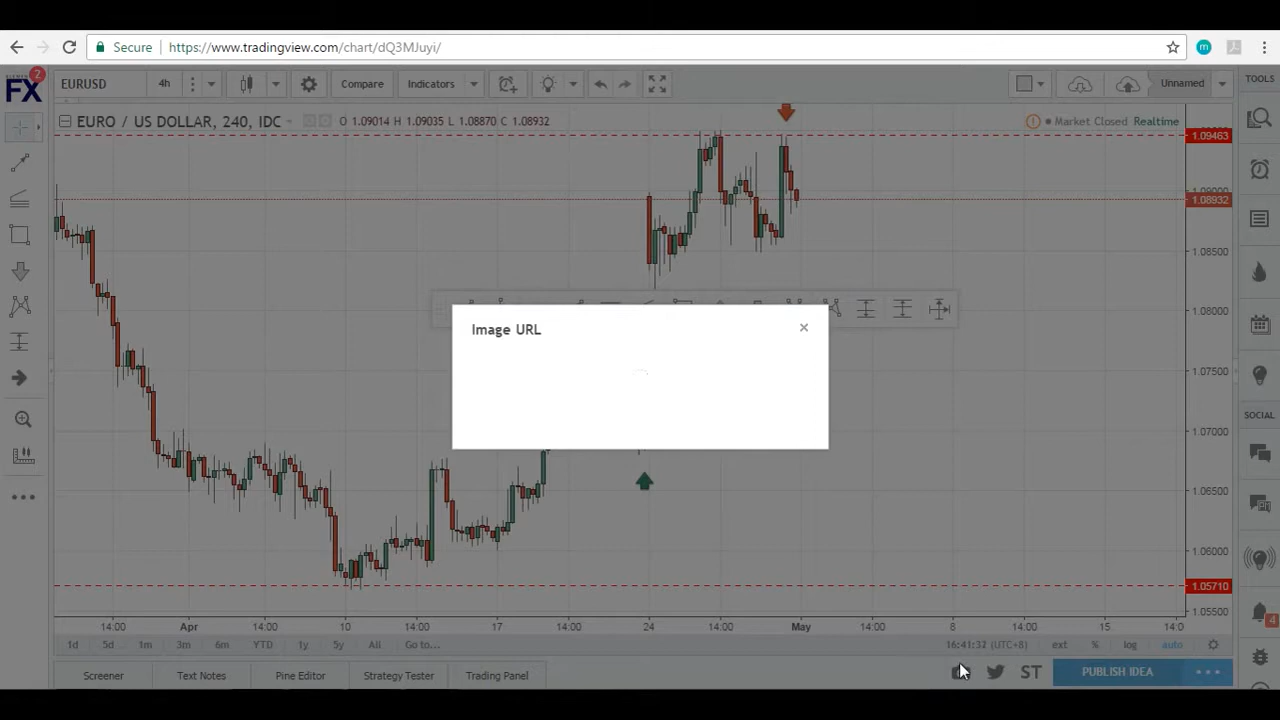 Secure https://www.tradingview.com/chart/dQ3MJuyi/ m
FX 2 EURUSD 4h Compare Indicators Unnamed TOOLS
EURO / US DOLLAR, 240, IDC O 1.09014 H 1.09035 L 1.08870 C 1.08932 Market Closed Realtime
1.09463
1.08932
1.08500
1.08000
Image URL ×
1.07500
SOCIAL
1.07000
1.06500
1.06000
1.05710
1.05500
14:00 Apr 14:00 10 14:00 17 14:00 24 14:00 May 14:00 8 14:00 15 14:0
4
1d 5d 1m 3m 6m YTD 1y 5y All Go to... 16:41:32 (UTC+8) ext % log auto
Screener Text Notes Pine Editor Strategy Tester Trading Panel ST PUBLISH IDEA